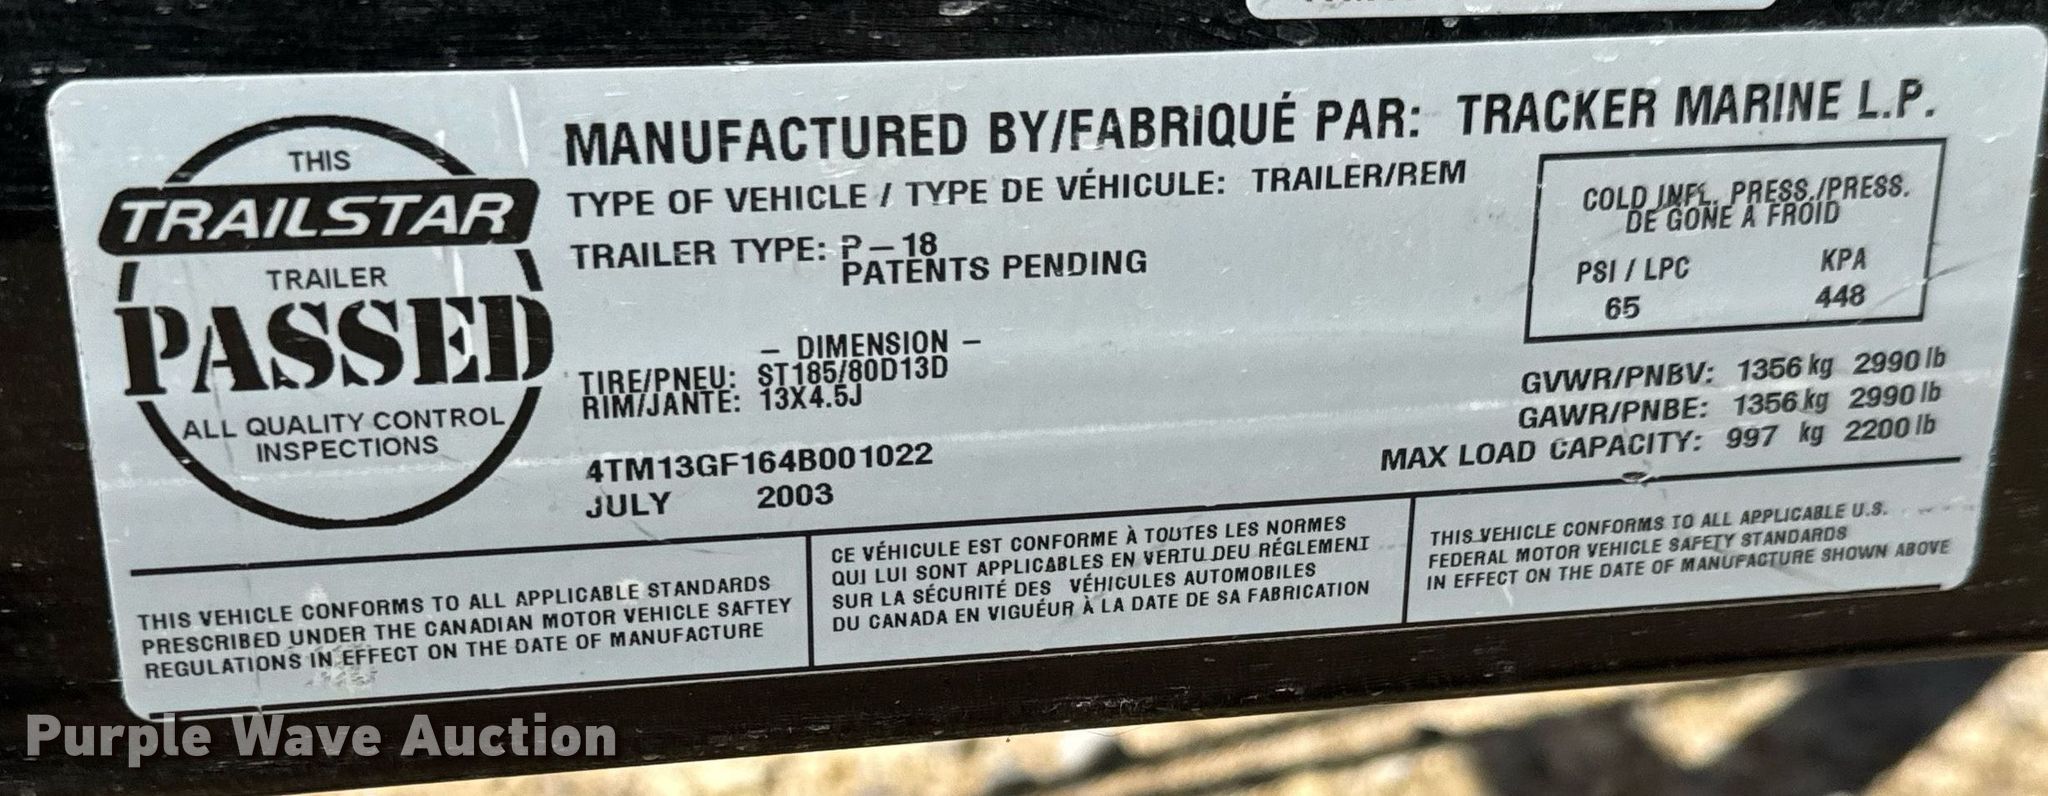 THIS
TRAILSTAR
TRAILER
PASSED
ALL QUALITY CONTROL
INSPECTIONS
MANUFACTURED BY/FABRIQUÉ PAR: TRACKER MARINE L.P.
TYPE OF VEHICLE / TYPE DE VÉHICULE: TRAILER/REM
TRAILER TYPE: P-18
PATENTS PENDING
- DIMENSION -
TIRE/PNEU: ST185/80D13D
RIM/JANTE: 13X4.5J
4TM13GF164B001022
JULY 2003
COLD INFL. PRESS./PRESS.
DE GONE A FROID
PSI / LPC KPA
65 448
GVWR/PNBV: 1356 kg 2990 lb
GAWR/PNBE: 1356 kg 2990 lb
MAX LOAD CAPACITY: 997 kg 2200 lb
THIS VEHICLE CONFORMS TO ALL APPLICABLE STANDARDS
PRESCRIBED UNDER THE CANADIAN MOTOR VEHICLE SAFTEY
REGULATIONS IN EFFECT ON THE DATE OF MANUFACTURE
CE VÉHICULE EST CONFORME À TOUTES LES NORMES
QUI LUI SONT APPLICABLES EN VERTU DEU RÉGLEMENT
SUR LA SÉCURITÉ DES VÉHICULES AUTOMOBILES
DU CANADA EN VIGUÉUR À LA DATE DE SA FABRICATION
THIS VEHICLE CONFORMS TO ALL APPLICABLE U.S.
FEDERAL MOTOR VEHICLE SAFETY STANDARDS
IN EFFECT ON THE DATE OF MANUFACTURE SHOWN ABOVE
Purple Wave Auction